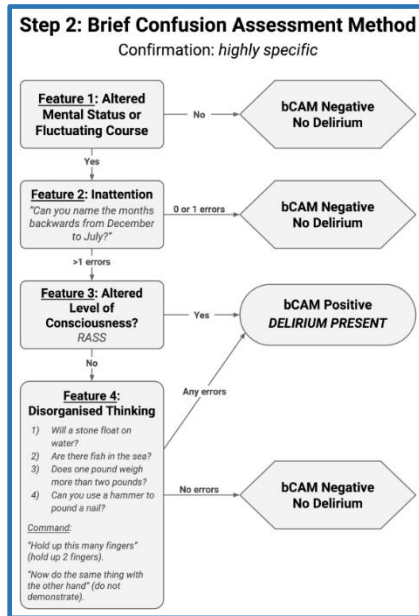 Step 2: Brief Confusion Assessment Method
Confirmation: highly specific
Feature 1: Altered
Mental Status or
Fluctuating Course
No
bCAM Negative
No Delirium
Yes
Feature 2: Inattention
"Can you name the months
backwards from December
to July?"
0 or 1 errors
bCAM Negative
No Delirium
>1 errors
Feature 3: Altered
Level of
Consciousness?
RASS
Yes
bCAM Positive
DELIRIUM PRESENT
No
Feature 4:
Disorganised Thinking
1) Will a stone float on
water?
2) Are there fish in the sea?
3) Does one pound weigh
more than two pounds?
4) Can you use a hammer to
pound a nail?
Command:
"Hold up this many fingers"
(hold up 2 fingers).
"Now do the same thing with
the other hand" (do not
demonstrate).
Any errors
No errors
bCAM Negative
No Delirium